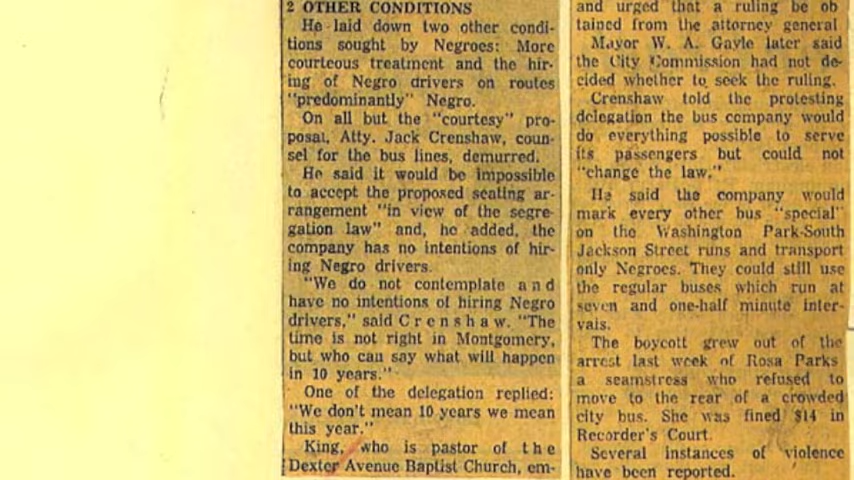 2 OTHER CONDITIONS
He laid down two other condi-
tions sought by Negroes: More
courteous treatment and the hir-
ing of Negro drivers on routes
"predominantly" Negro.
On all but the "courtesy" pro-
posal, Atty. Jack Crenshaw, coun-
sel for the bus lines, demurred.
He said it would be impossible
to accept the proposed seating ar-
rangement "in view of the segre-
gation law" and, he added, the
company has no intentions of hir-
ing Negro drivers.
"We do not contemplate and
have no intentions of hiring Negro
drivers," said Crenshaw. "The
time is not right in Montgomery,
but who can say what will happen
in 10 years."
One of the delegation replied:
"We don't mean 10 years we mean
this year."
King, who is pastor of the
Dexter Avenue Baptist Church, em-
and urged that a ruling be ob
tained from the attorney general
Mayor W. A. Gayle later said
the City Commission had not de-
cided whether to seek the ruling.
Crenshaw told the protesting
delegation the bus company would
do everything possible to serve
its passengers but could not
"change the law."
He said the company would
mark every other bus "special"
on the Washington Park-South
Jackson Street runs and transport
only Negroes. They could still use
the regular buses which run at
seven and one-half minute inter-
vals.
The boycott grew out of the
arrest last week of Rosa Parks
a seamstress who refused to
move to the rear of a crowded
city bus. She was fined $14 in
Recorder's Court.
Several instances of violence
have been reported.